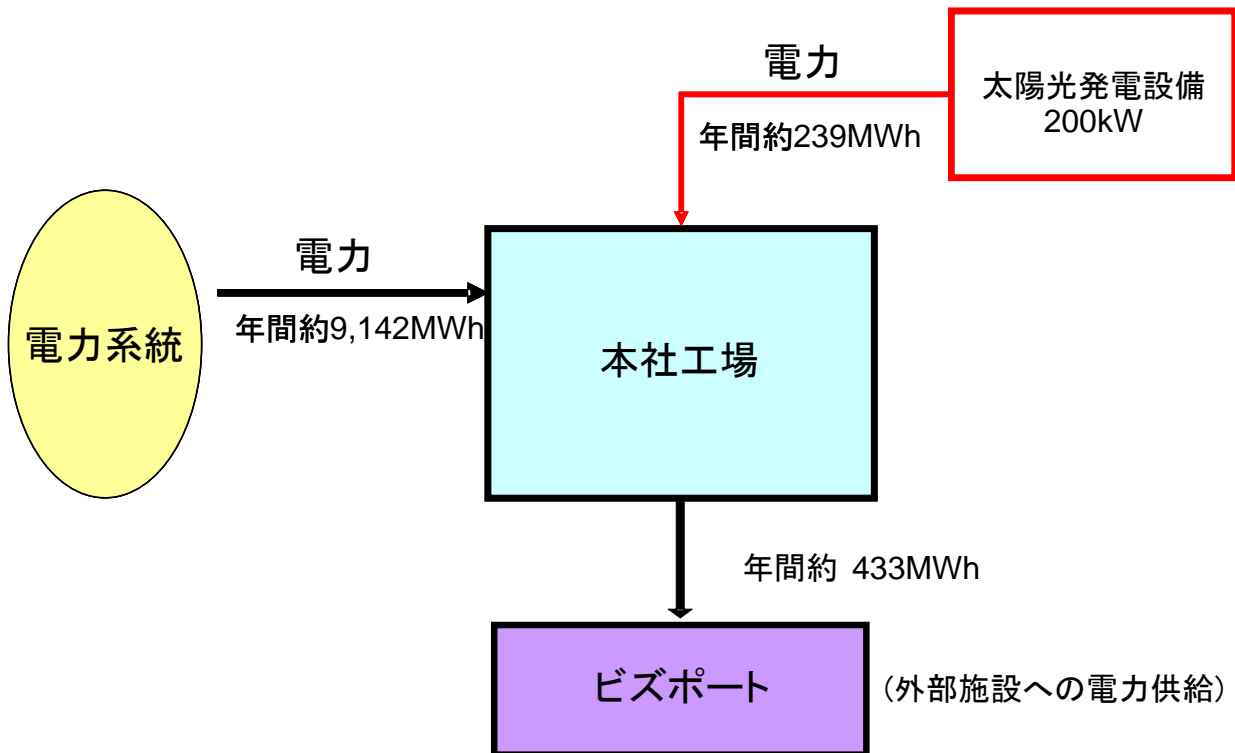 電力
太陽光発電設備
200kW
年間約239MWh
電力
年間約9,142MWh
電力系統
本社工場
年間約 433MWh
ビズポート
(外部施設への電力供給)